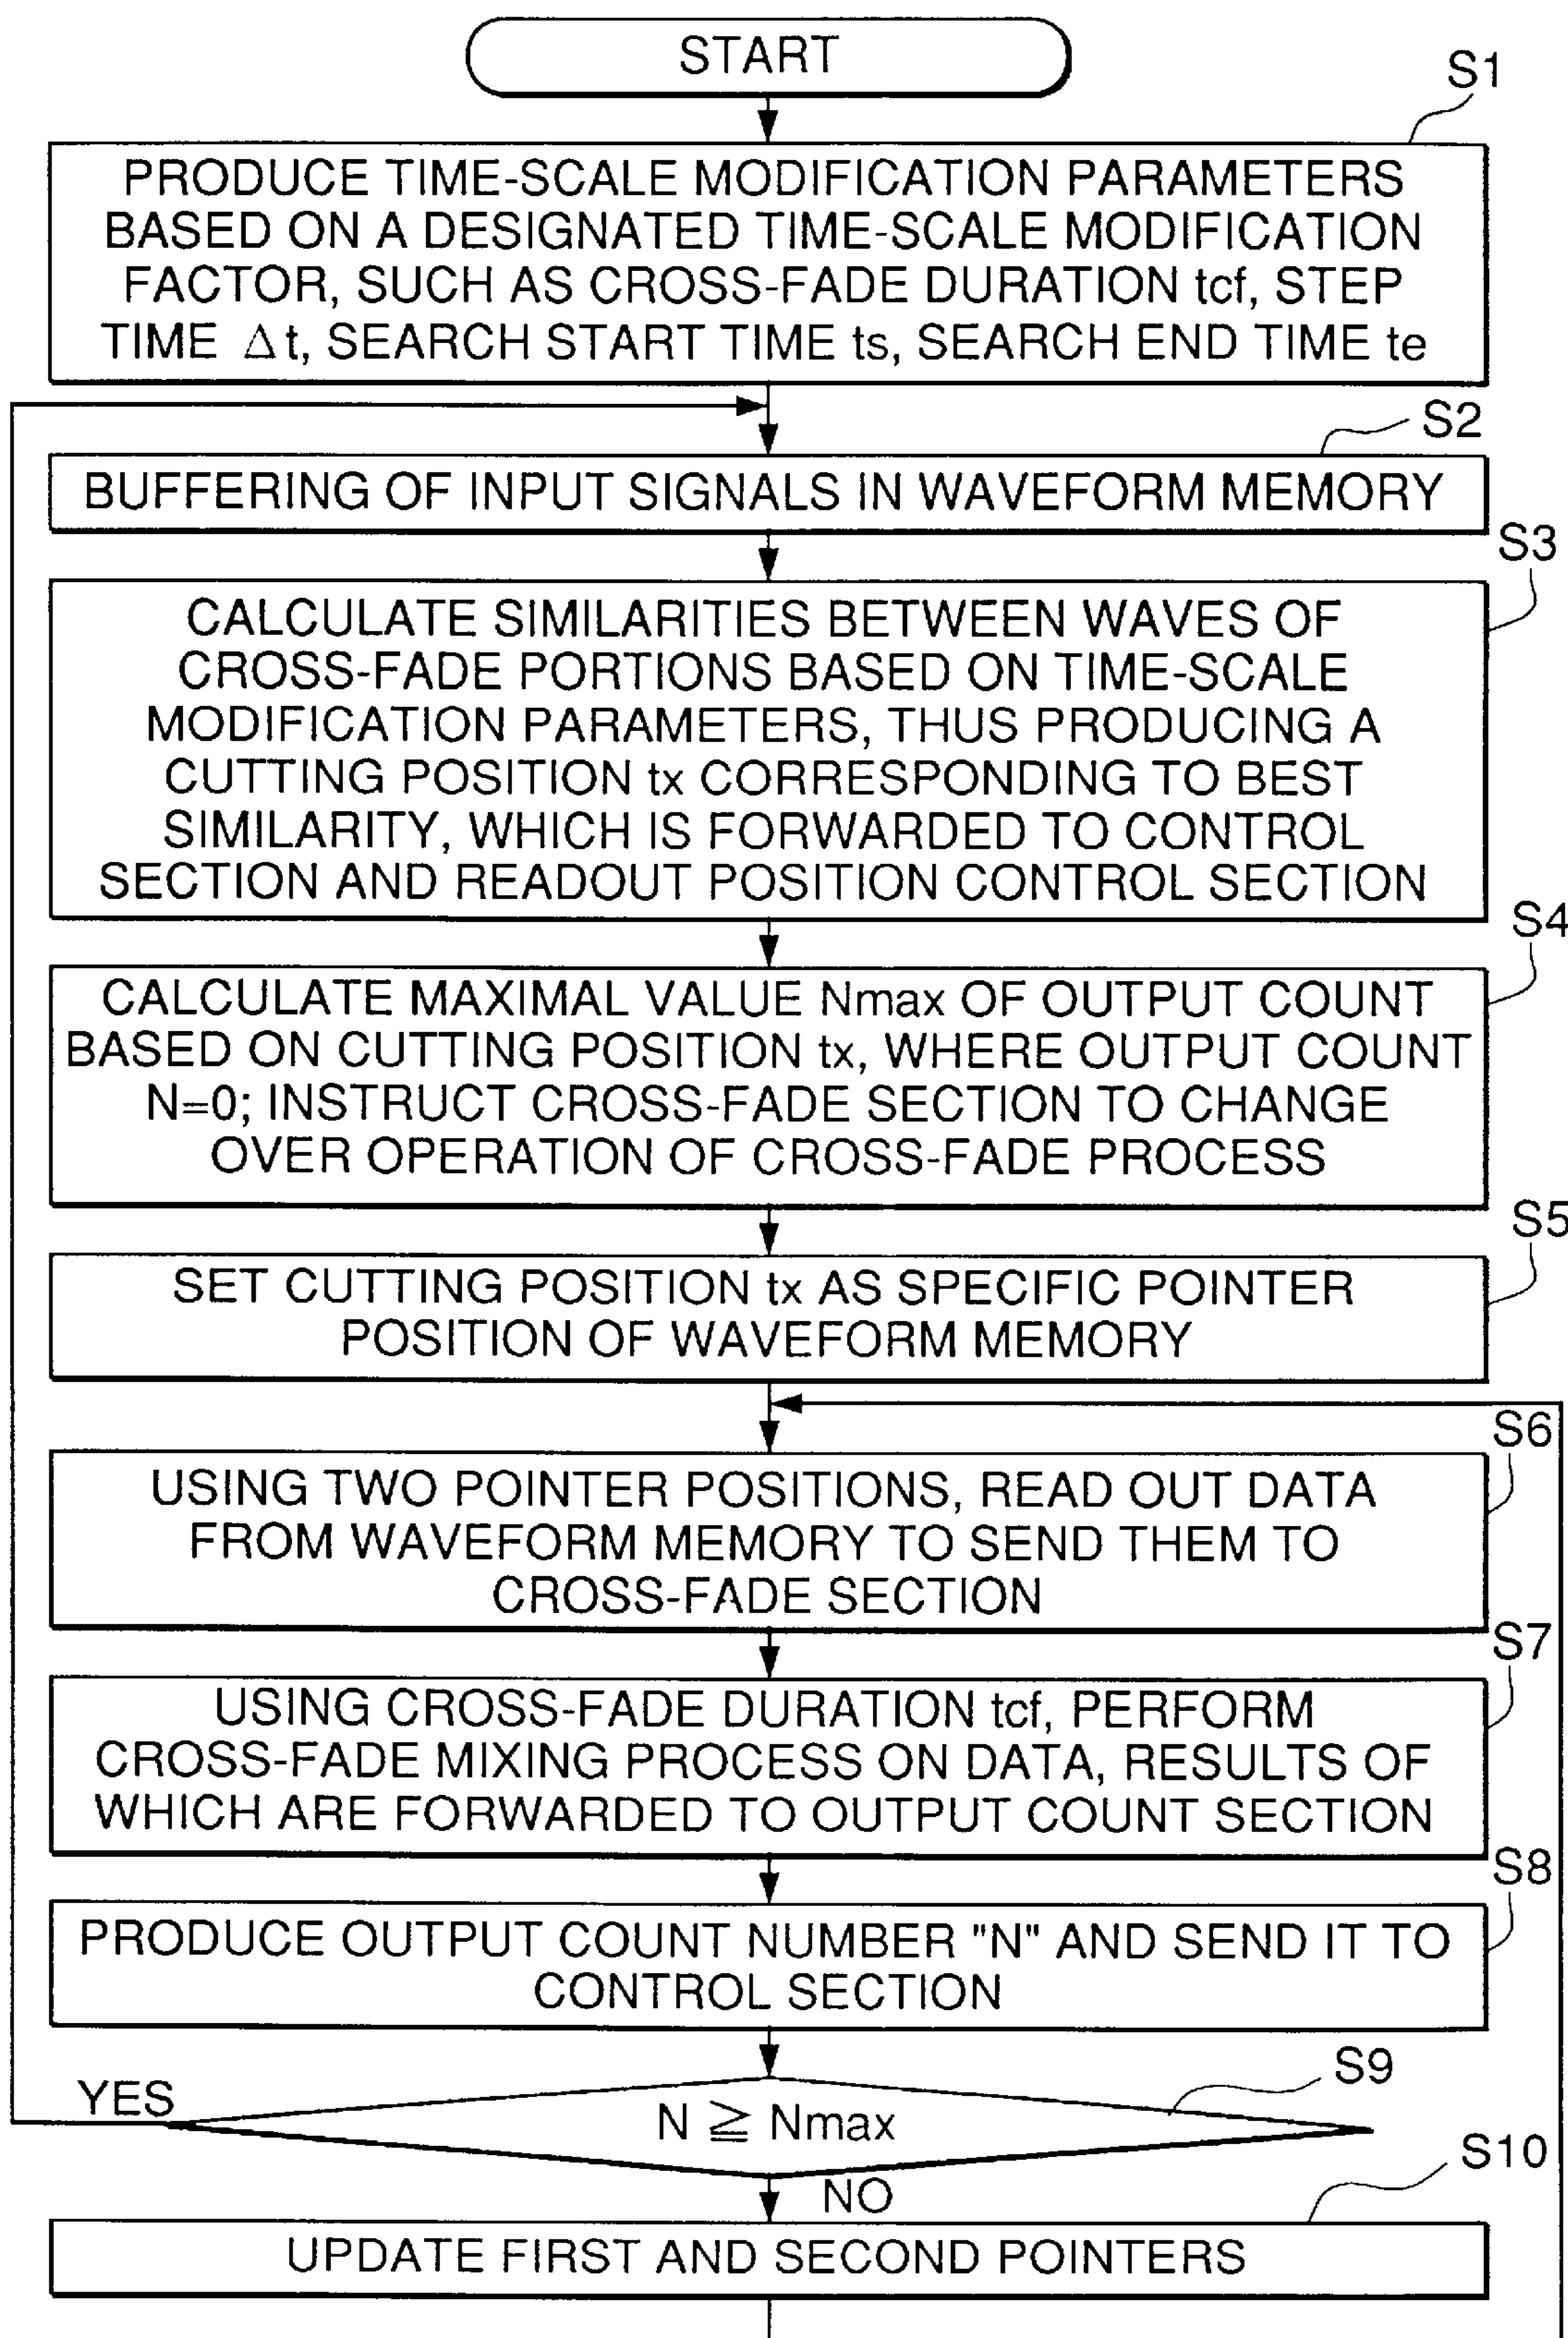 START
S1
PRODUCE TIME-SCALE MODIFICATION PARAMETERS
BASED ON A DESIGNATED TIME-SCALE MODIFICATION
FACTOR, SUCH AS CROSS-FADE DURATION tcf, STEP
TIME Δt, SEARCH START TIME ts, SEARCH END TIME te
S2
BUFFERING OF INPUT SIGNALS IN WAVEFORM MEMORY
S3
CALCULATE SIMILARITIES BETWEEN WAVES OF
CROSS-FADE PORTIONS BASED ON TIME-SCALE
MODIFICATION PARAMETERS, THUS PRODUCING A
CUTTING POSITION tx CORRESPONDING TO BEST
SIMILARITY, WHICH IS FORWARDED TO CONTROL
SECTION AND READOUT POSITION CONTROL SECTION
S4
CALCULATE MAXIMAL VALUE Nmax OF OUTPUT COUNT
BASED ON CUTTING POSITION tx, WHERE OUTPUT COUNT
N=0; INSTRUCT CROSS-FADE SECTION TO CHANGE
OVER OPERATION OF CROSS-FADE PROCESS
S5
SET CUTTING POSITION tx AS SPECIFIC POINTER
POSITION OF WAVEFORM MEMORY
S6
USING TWO POINTER POSITIONS, READ OUT DATA
FROM WAVEFORM MEMORY TO SEND THEM TO
CROSS-FADE SECTION
S7
USING CROSS-FADE DURATION tcf, PERFORM
CROSS-FADE MIXING PROCESS ON DATA, RESULTS OF
WHICH ARE FORWARDED TO OUTPUT COUNT SECTION
S8
PRODUCE OUTPUT COUNT NUMBER "N" AND SEND IT TO
CONTROL SECTION
S9
YES
N ≧ Nmax
NO
S10
UPDATE FIRST AND SECOND POINTERS